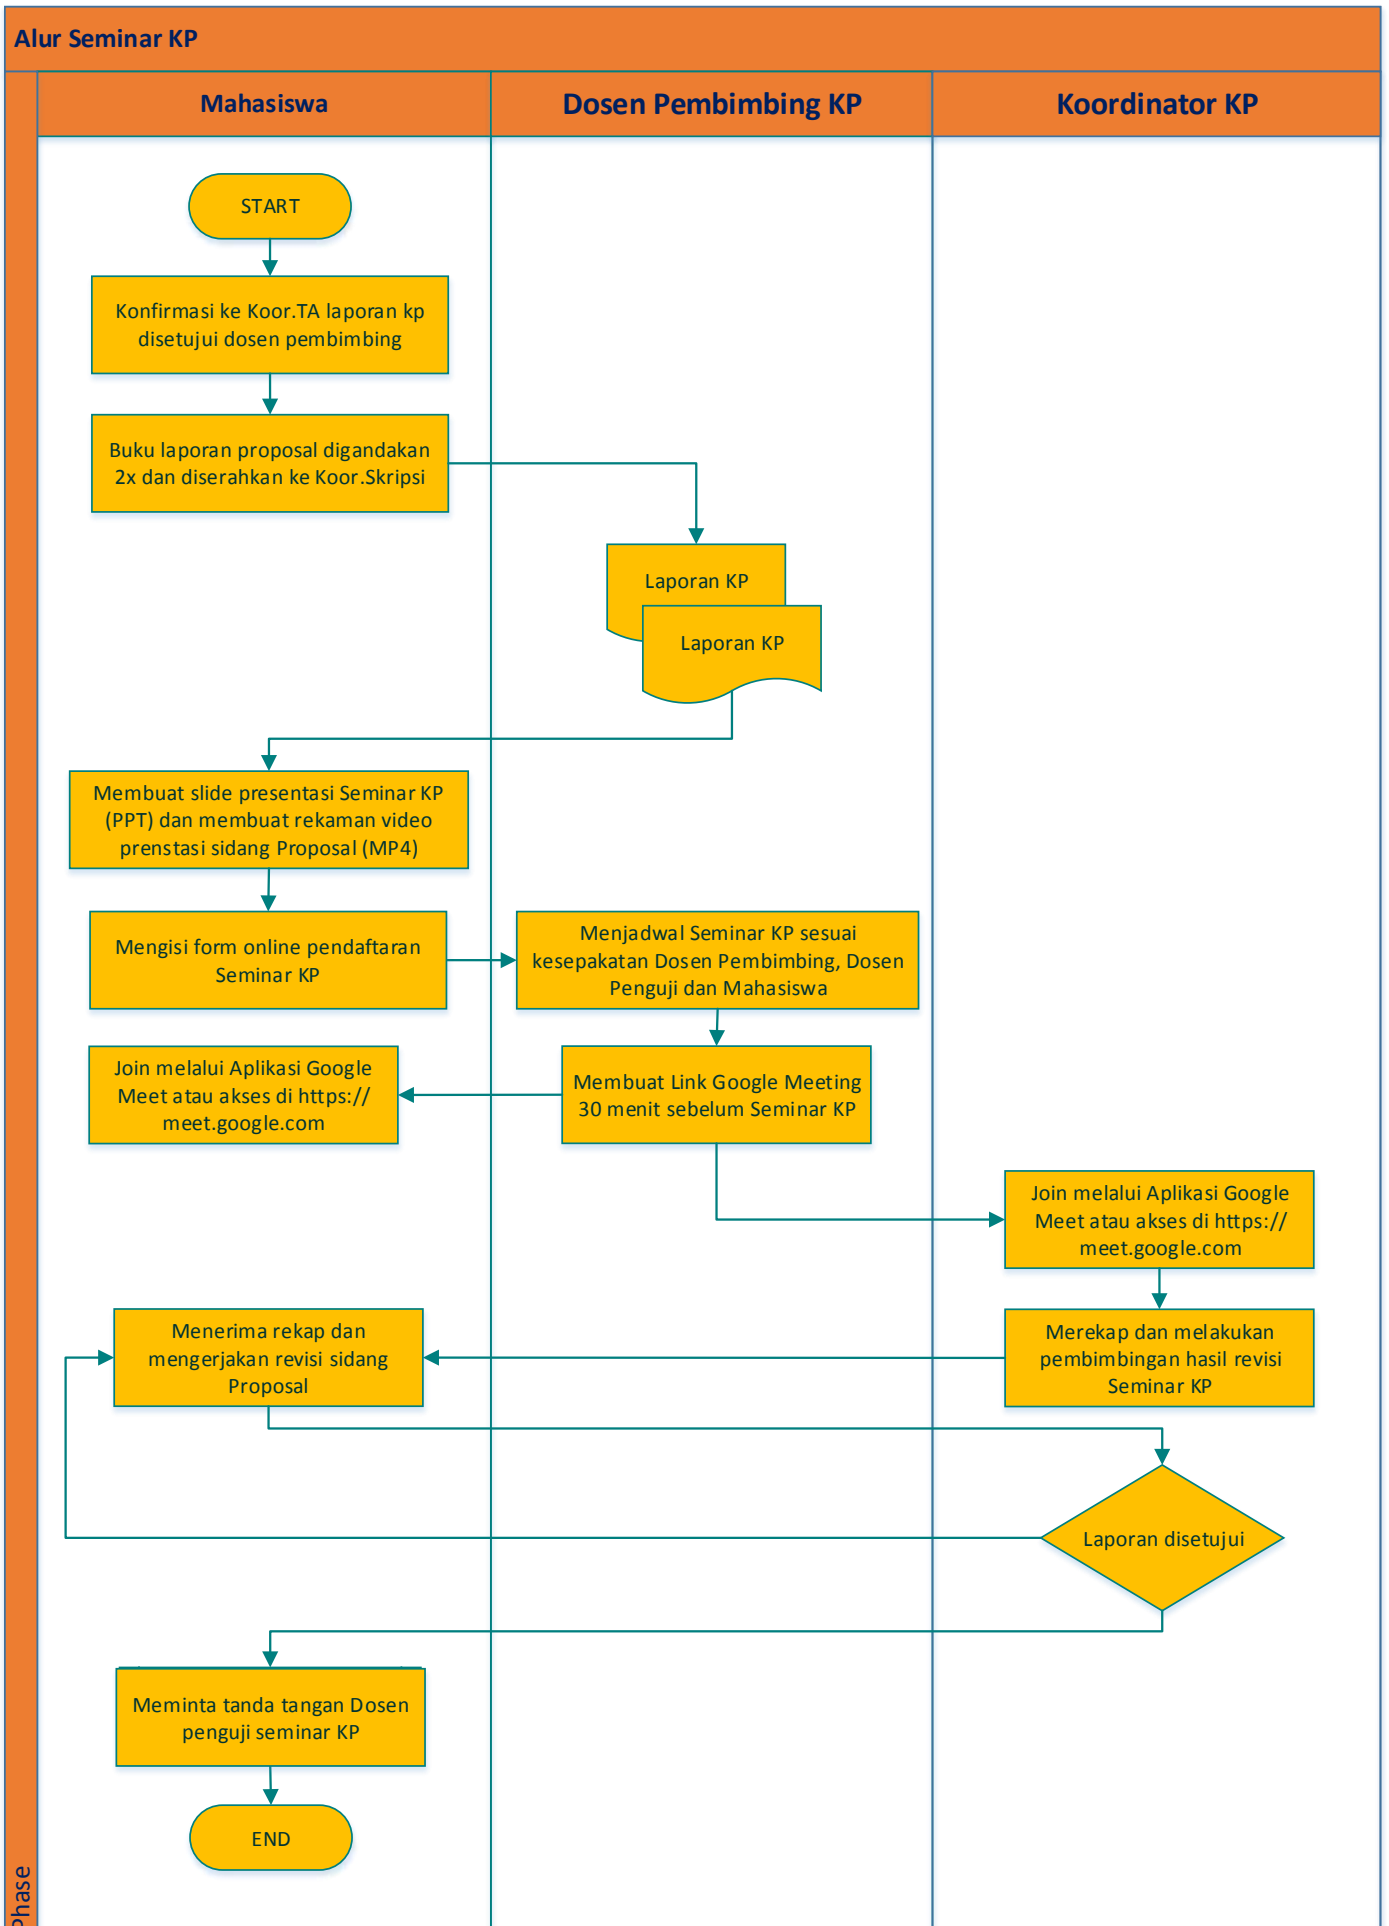 Alur Seminar KP
Mahasiswa
Dosen Pembimbing KP
Koordinator KP
START
Konfirmasi ke Koor.TA laporan kp
disetujui dosen pembimbing
Buku laporan proposal digandakan
2x dan diserahkan ke Koor.Skripsi
Laporan KP
Laporan KP
Membuat slide presentasi Seminar KP
(PPT) dan membuat rekaman video
prenstasi sidang Proposal (MP4)
Mengisi form online pendaftaran
Seminar KP
Menjadwal Seminar KP sesuai
kesepakatan Dosen Pembimbing, Dosen
Penguji dan Mahasiswa
Join melalui Aplikasi Google
Meet atau akses di https://
meet.google.com
Membuat Link Google Meeting
30 menit sebelum Seminar KP
Join melalui Aplikasi Google
Meet atau akses di https://
meet.google.com
Menerima rekap dan
mengerjakan revisi sidang
Proposal
Merekap dan melakukan
pembimbingan hasil revisi
Seminar KP
Laporan disetujui
Meminta tanda tangan Dosen
penguji seminar KP
END
Phase